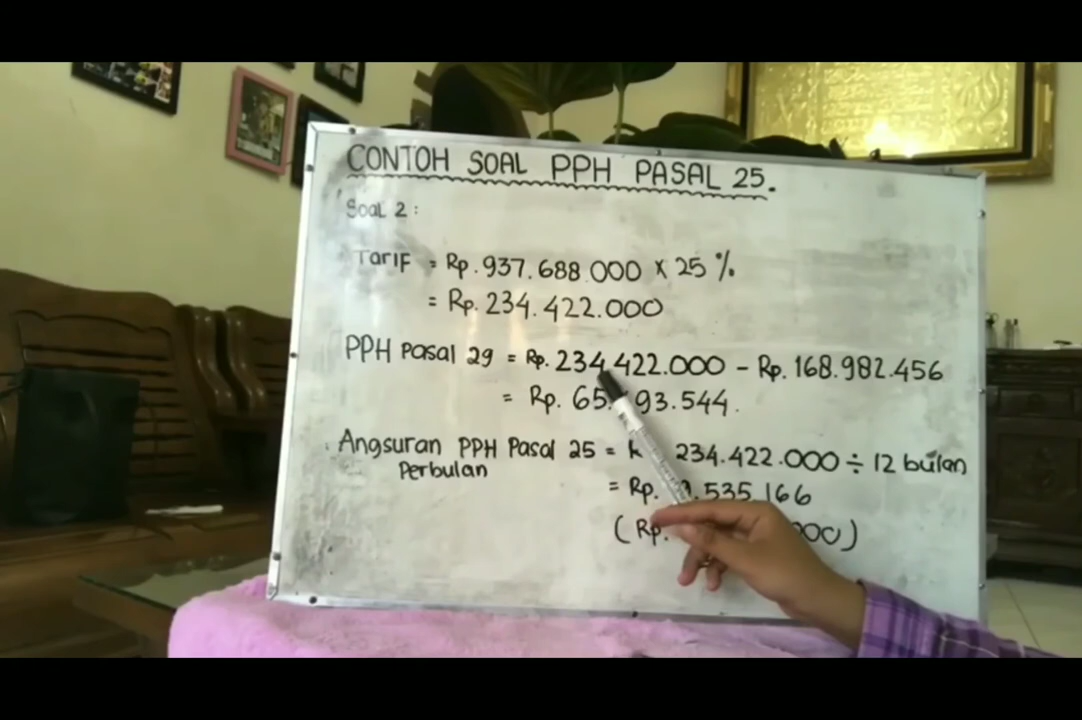 CONTOH SOAL PPH PASAL 25.
Soal 2 :
Tarif = Rp. 937.688.000 x 25 %
= Rp. 234.422.000
PPH Pasal 29 = Rp. 234.422.000 - Rp. 168.982.456
= Rp. 65. 93.544.
Angsuran PPH Pasal 25 = 234.422.000 ÷ 12 bulan
Perbulan
= Rp. .535.166
(Rp. 000)